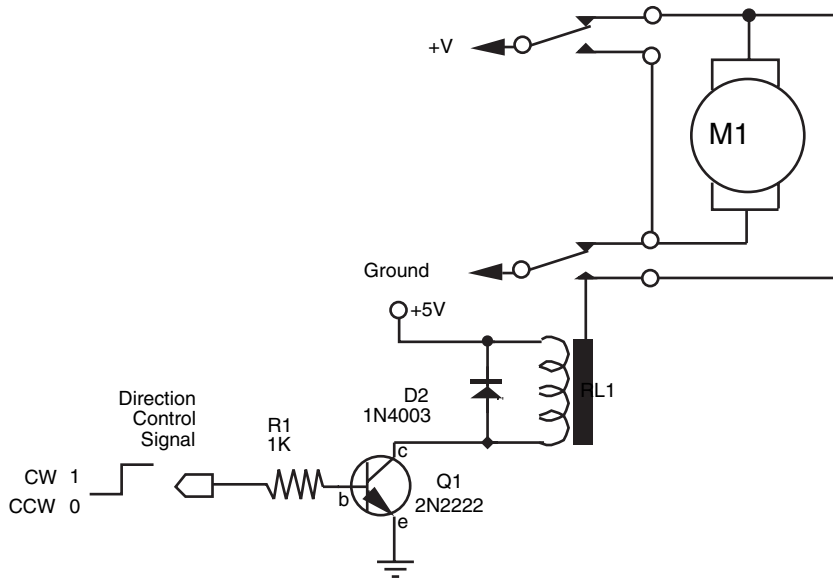 +V
M1
Ground
+5V
D2
1N4003
RL1
Direction
Control
Signal
R1
1K
CW 1
CCW 0
b
c
e
Q1
2N2222